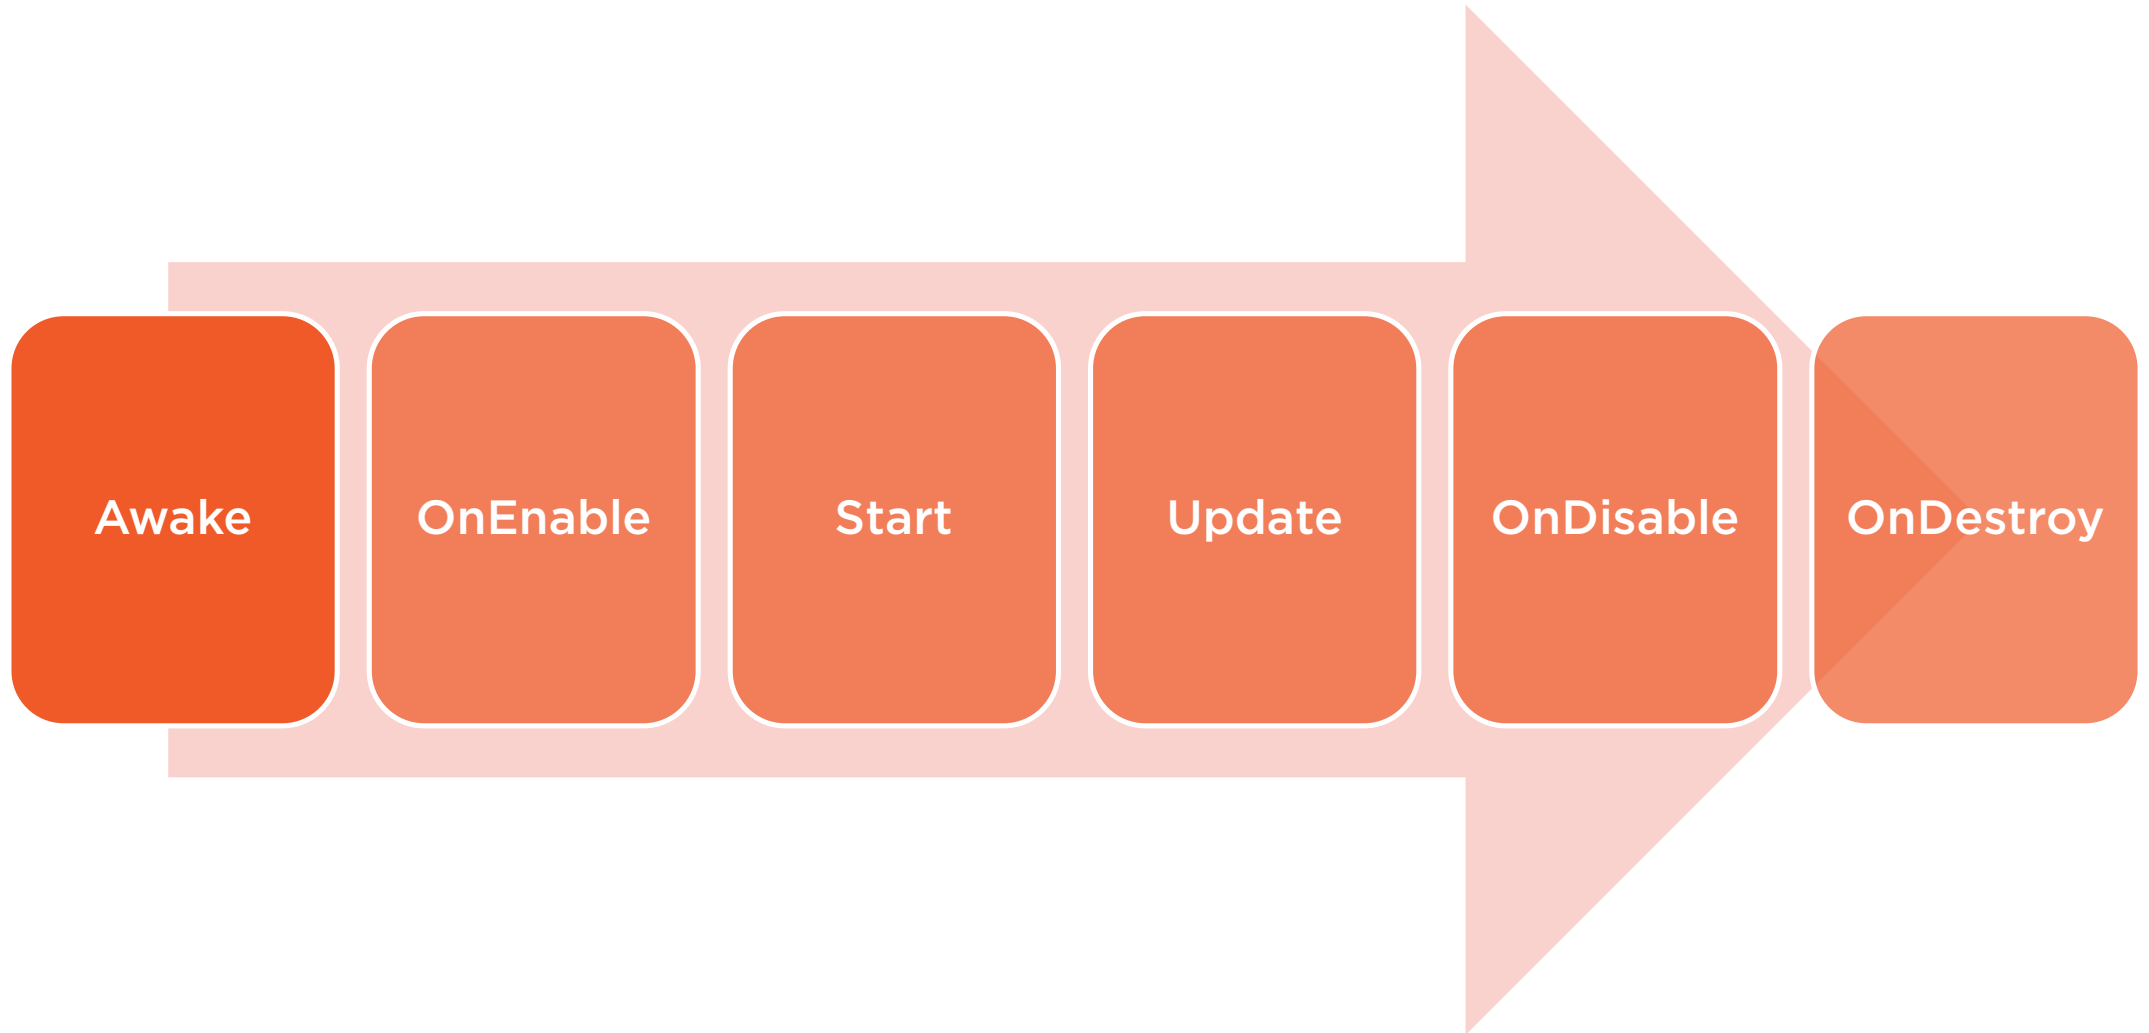 Awake
OnEnable
Start
Update
OnDisable
OnDestroy